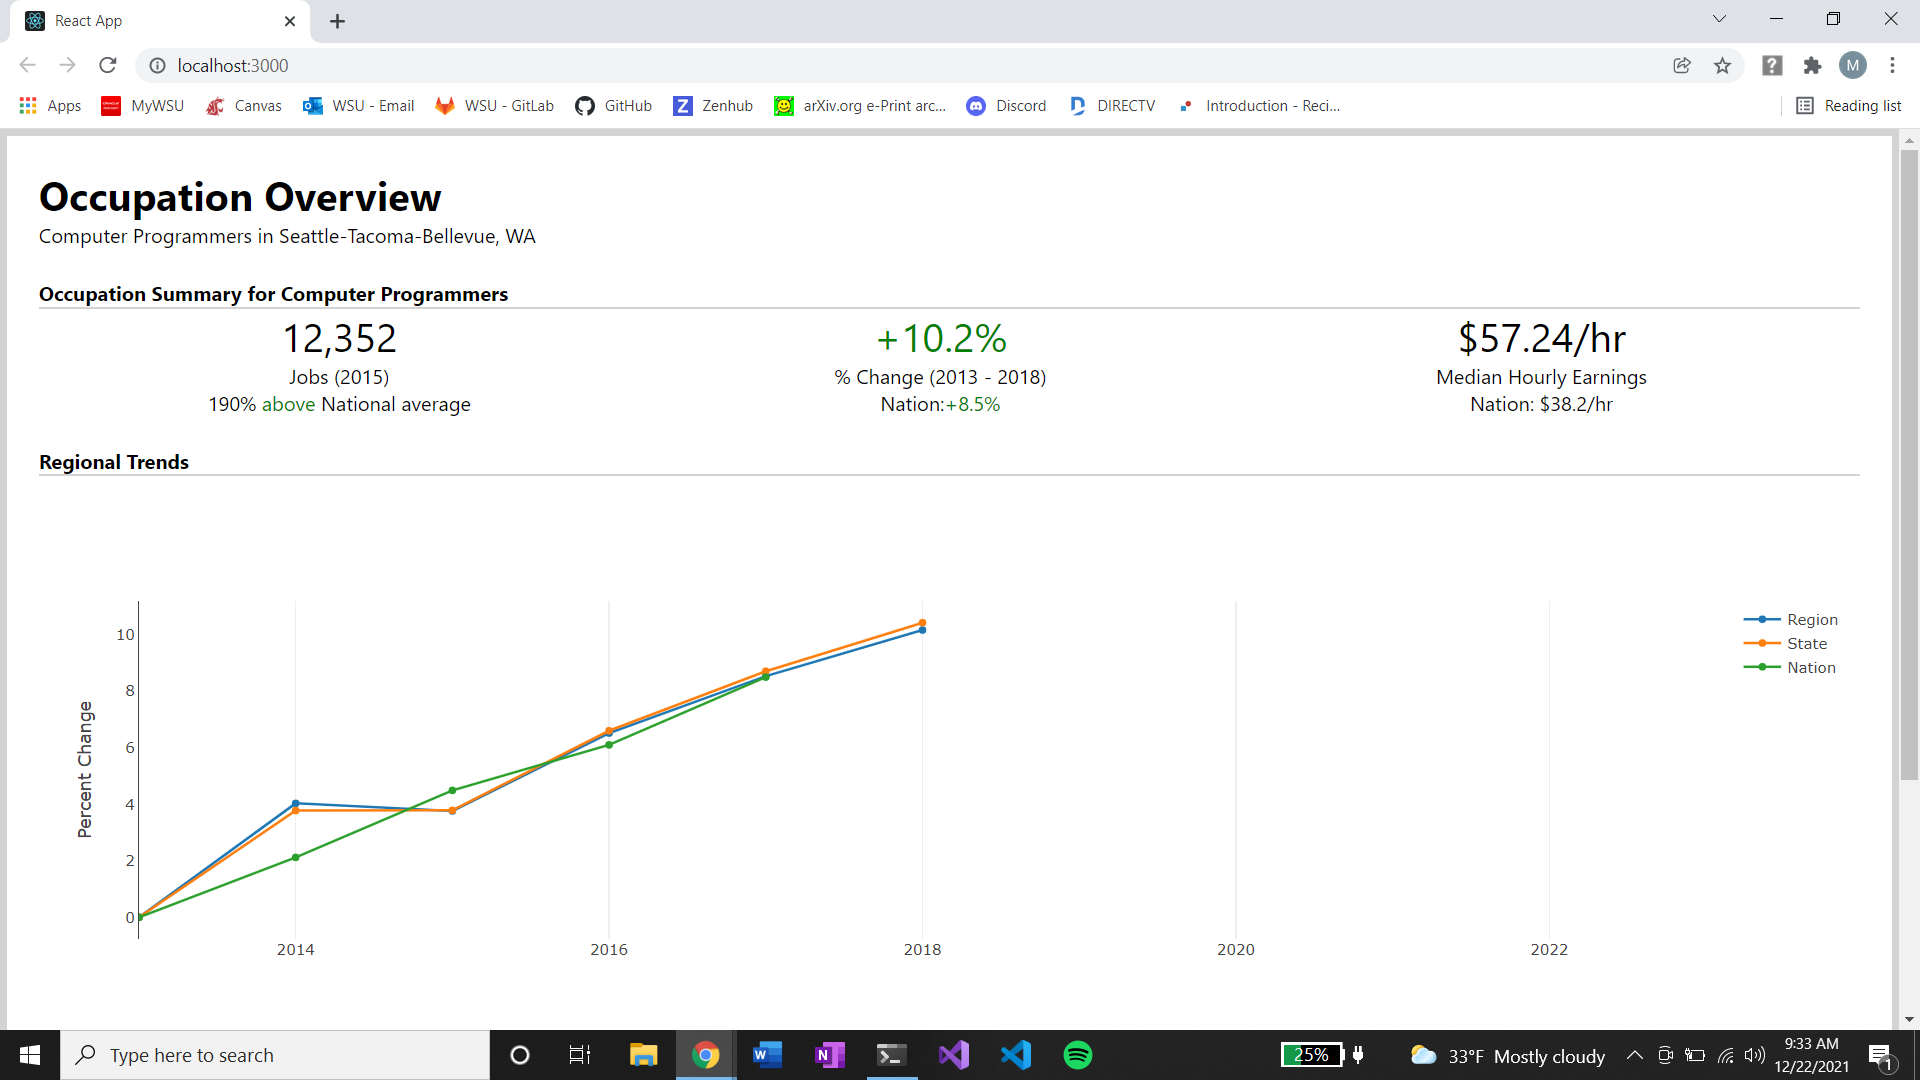 React App
localhost:3000
M
Apps
MyWSU
Canvas
WSU - Email
WSU - GitLab
GitHub
Zenhub
arXiv.org e-Print arc...
Discord
DIRECTV
Introduction - Reci...
Reading list
Occupation Overview
Computer Programmers in Seattle-Tacoma-Bellevue, WA
Occupation Summary for Computer Programmers
12,352
Jobs (2015)
190% above National average
+10.2%
% Change (2013 - 2018)
Nation:+8.5%
$57.24/hr
Median Hourly Earnings
Nation: $38.2/hr
Regional Trends
Percent Change
10
8
6
4
2
0
2014
2016
2018
2020
2022
Region
State
Nation
Type here to search
25%
33°F Mostly cloudy
9:33 AM
12/22/2021
1